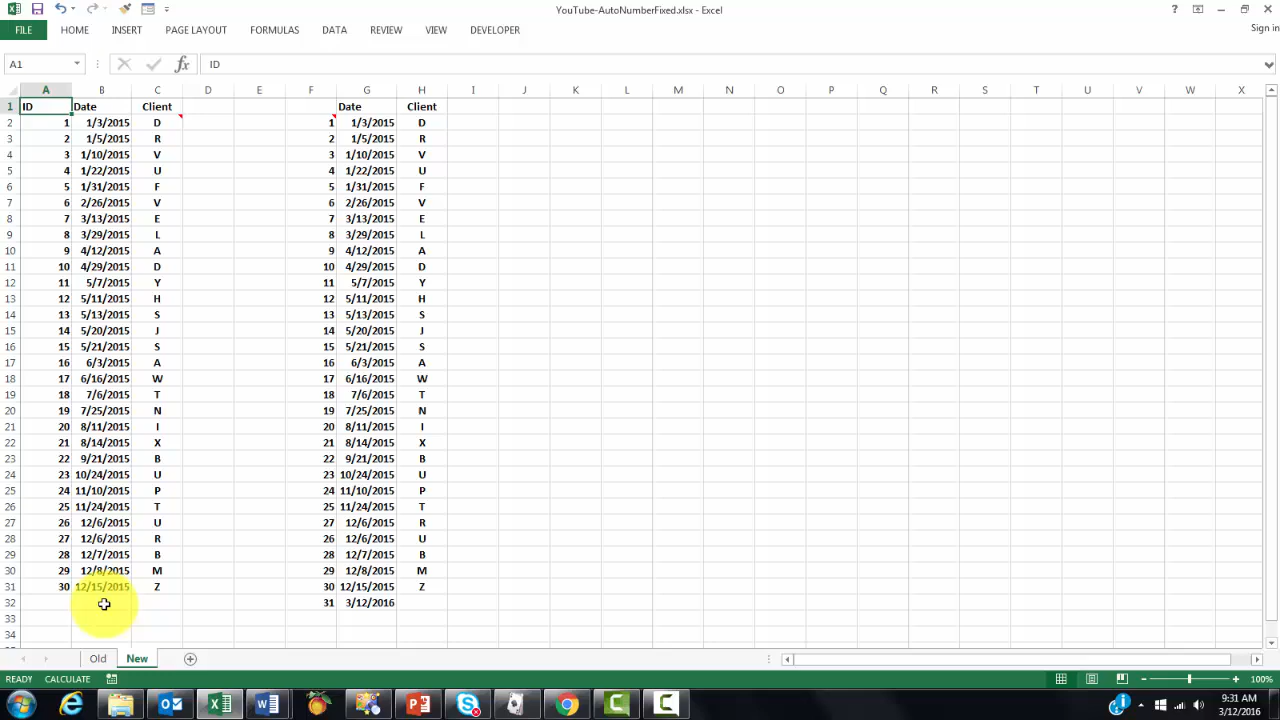 YouTube-AutoNumberFixed.xlsx - Excel
FILE HOME INSERT PAGE LAYOUT FORMULAS DATA REVIEW VIEW DEVELOPER Sign in
A1 fx ID
A B C D E F G H I J K L M N O P Q R S T U V W X
1 ID Date Client Date Client
2 1 1/3/2015 D 1 1/3/2015 D
3 2 1/5/2015 R 2 1/5/2015 R
4 3 1/10/2015 V 3 1/10/2015 V
5 4 1/22/2015 U 4 1/22/2015 U
6 5 1/31/2015 F 5 1/31/2015 F
7 6 2/26/2015 V 6 2/26/2015 V
8 7 3/13/2015 E 7 3/13/2015 E
9 8 3/29/2015 L 8 3/29/2015 L
10 9 4/12/2015 A 9 4/12/2015 A
11 10 4/29/2015 D 10 4/29/2015 D
12 11 5/7/2015 Y 11 5/7/2015 Y
13 12 5/11/2015 H 12 5/11/2015 H
14 13 5/13/2015 S 13 5/13/2015 S
15 14 5/20/2015 J 14 5/20/2015 J
16 15 5/21/2015 S 15 5/21/2015 S
17 16 6/3/2015 A 16 6/3/2015 A
18 17 6/16/2015 W 17 6/16/2015 W
19 18 7/6/2015 T 18 7/6/2015 T
20 19 7/25/2015 N 19 7/25/2015 N
21 20 8/11/2015 I 20 8/11/2015 I
22 21 8/14/2015 X 21 8/14/2015 X
23 22 9/21/2015 B 22 9/21/2015 B
24 23 10/24/2015 U 23 10/24/2015 U
25 24 11/10/2015 P 24 11/10/2015 P
26 25 11/24/2015 T 25 11/24/2015 T
27 26 12/6/2015 U 27 12/6/2015 R
28 27 12/6/2015 R 26 12/6/2015 U
29 28 12/7/2015 B 28 12/7/2015 B
30 29 12/8/2015 M 29 12/8/2015 M
31 30 12/15/2015 Z 30 12/15/2015 Z
32 31 3/12/2016
33
34
Old New
READY CALCULATE 100%
9:31 AM
3/12/2016